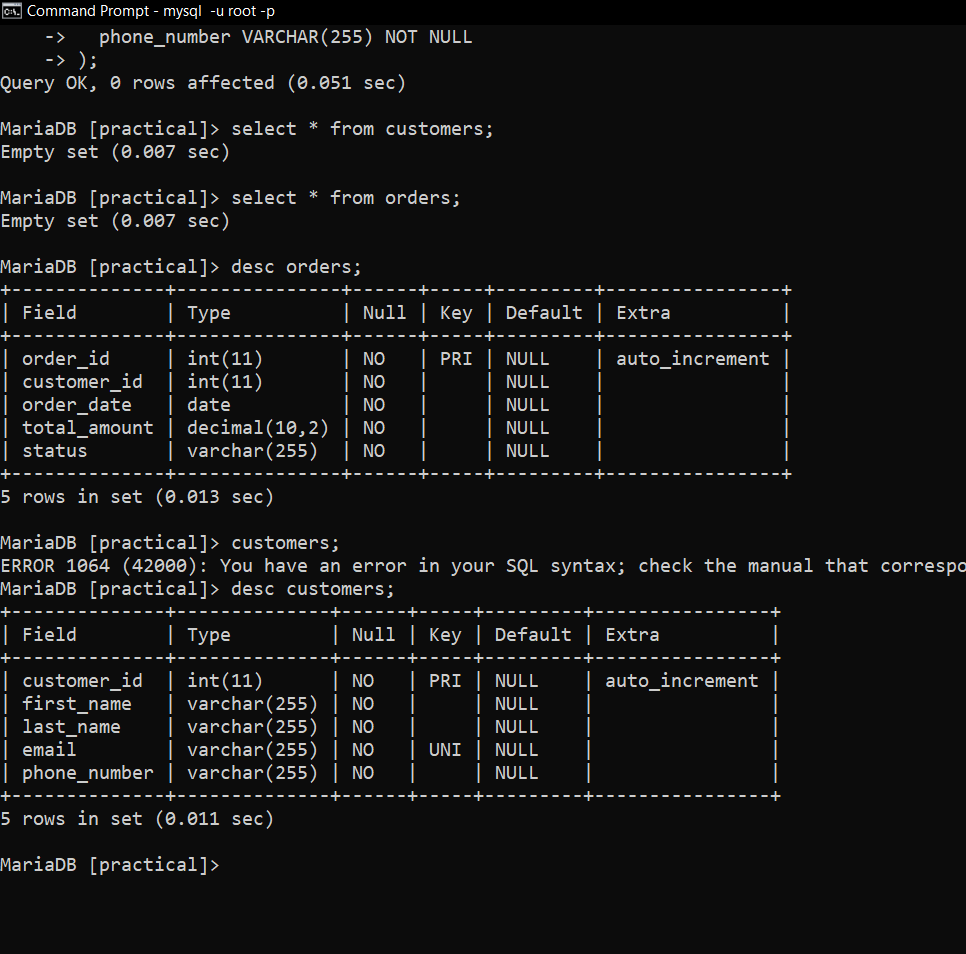 Command Prompt - mysql  -u root -p
    ->   phone_number VARCHAR(255) NOT NULL
    -> );
Query OK, 0 rows affected (0.051 sec)
MariaDB [practical]> select * from customers;
Empty set (0.007 sec)
MariaDB [practical]> select * from orders;
Empty set (0.007 sec)
MariaDB [practical]> desc orders;
+--------------+---------------+------+-----+---------+----------------+
| Field        | Type          | Null | Key | Default | Extra          |
+--------------+---------------+------+-----+---------+----------------+
| order_id     | int(11)       | NO   | PRI | NULL    | auto_increment |
| customer_id  | int(11)       | NO   |     | NULL    |                |
| order_date   | date          | NO   |     | NULL    |                |
| total_amount | decimal(10,2) | NO   |     | NULL    |                |
| status       | varchar(255)  | NO   |     | NULL    |                |
+--------------+---------------+------+-----+---------+----------------+
5 rows in set (0.013 sec)
MariaDB [practical]> customers;
ERROR 1064 (42000): You have an error in your SQL syntax; check the manual that correspo
MariaDB [practical]> desc customers;
+--------------+--------------+------+-----+---------+----------------+
| Field        | Type         | Null | Key | Default | Extra          |
+--------------+--------------+------+-----+---------+----------------+
| customer_id  | int(11)      | NO   | PRI | NULL    | auto_increment |
| first_name   | varchar(255) | NO   |     | NULL    |                |
| last_name    | varchar(255) | NO   |     | NULL    |                |
| email        | varchar(255) | NO   | UNI | NULL    |                |
| phone_number | varchar(255) | NO   |     | NULL    |                |
+--------------+--------------+------+-----+---------+----------------+
5 rows in set (0.011 sec)
MariaDB [practical]>